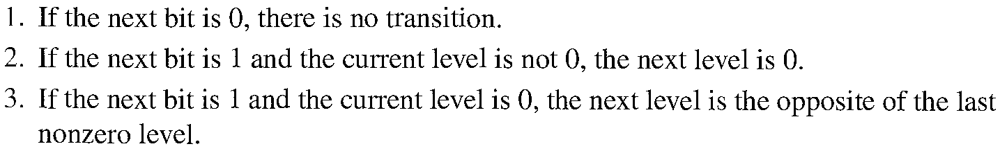 1. If the next bit is 0, there is no transition.
2. If the next bit is 1 and the current level is not 0, the next level is 0.
3. If the next bit is 1 and the current level is 0, the next level is the opposite of the last
nonzero level.